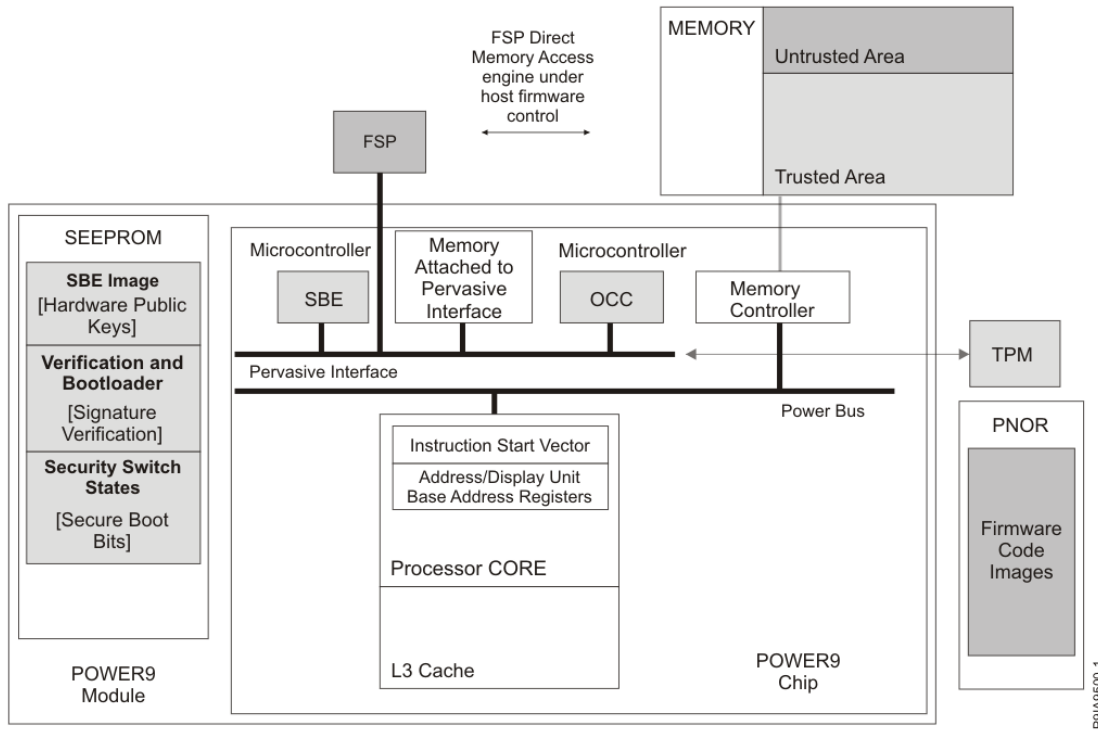 FSP Direct
Memory Access
engine under
host firmware
control
MEMORY
Untrusted Area
Trusted Area
FSP
SEEPROM
SBE Image
[Hardware Public
Keys]
Verification and
Bootloader
[Signature
Verification]
Security Switch
States
[Secure Boot
Bits]
POWER9
Module
Microcontroller
SBE
Memory
Attached to
Pervasive
Interface
Microcontroller
OCC
Memory
Controller
Pervasive Interface
Power Bus
TPM
Instruction Start Vector
Address/Display Unit
Base Address Registers
Processor CORE
L3 Cache
POWER9
Chip
PNOR
Firmware
Code
Images